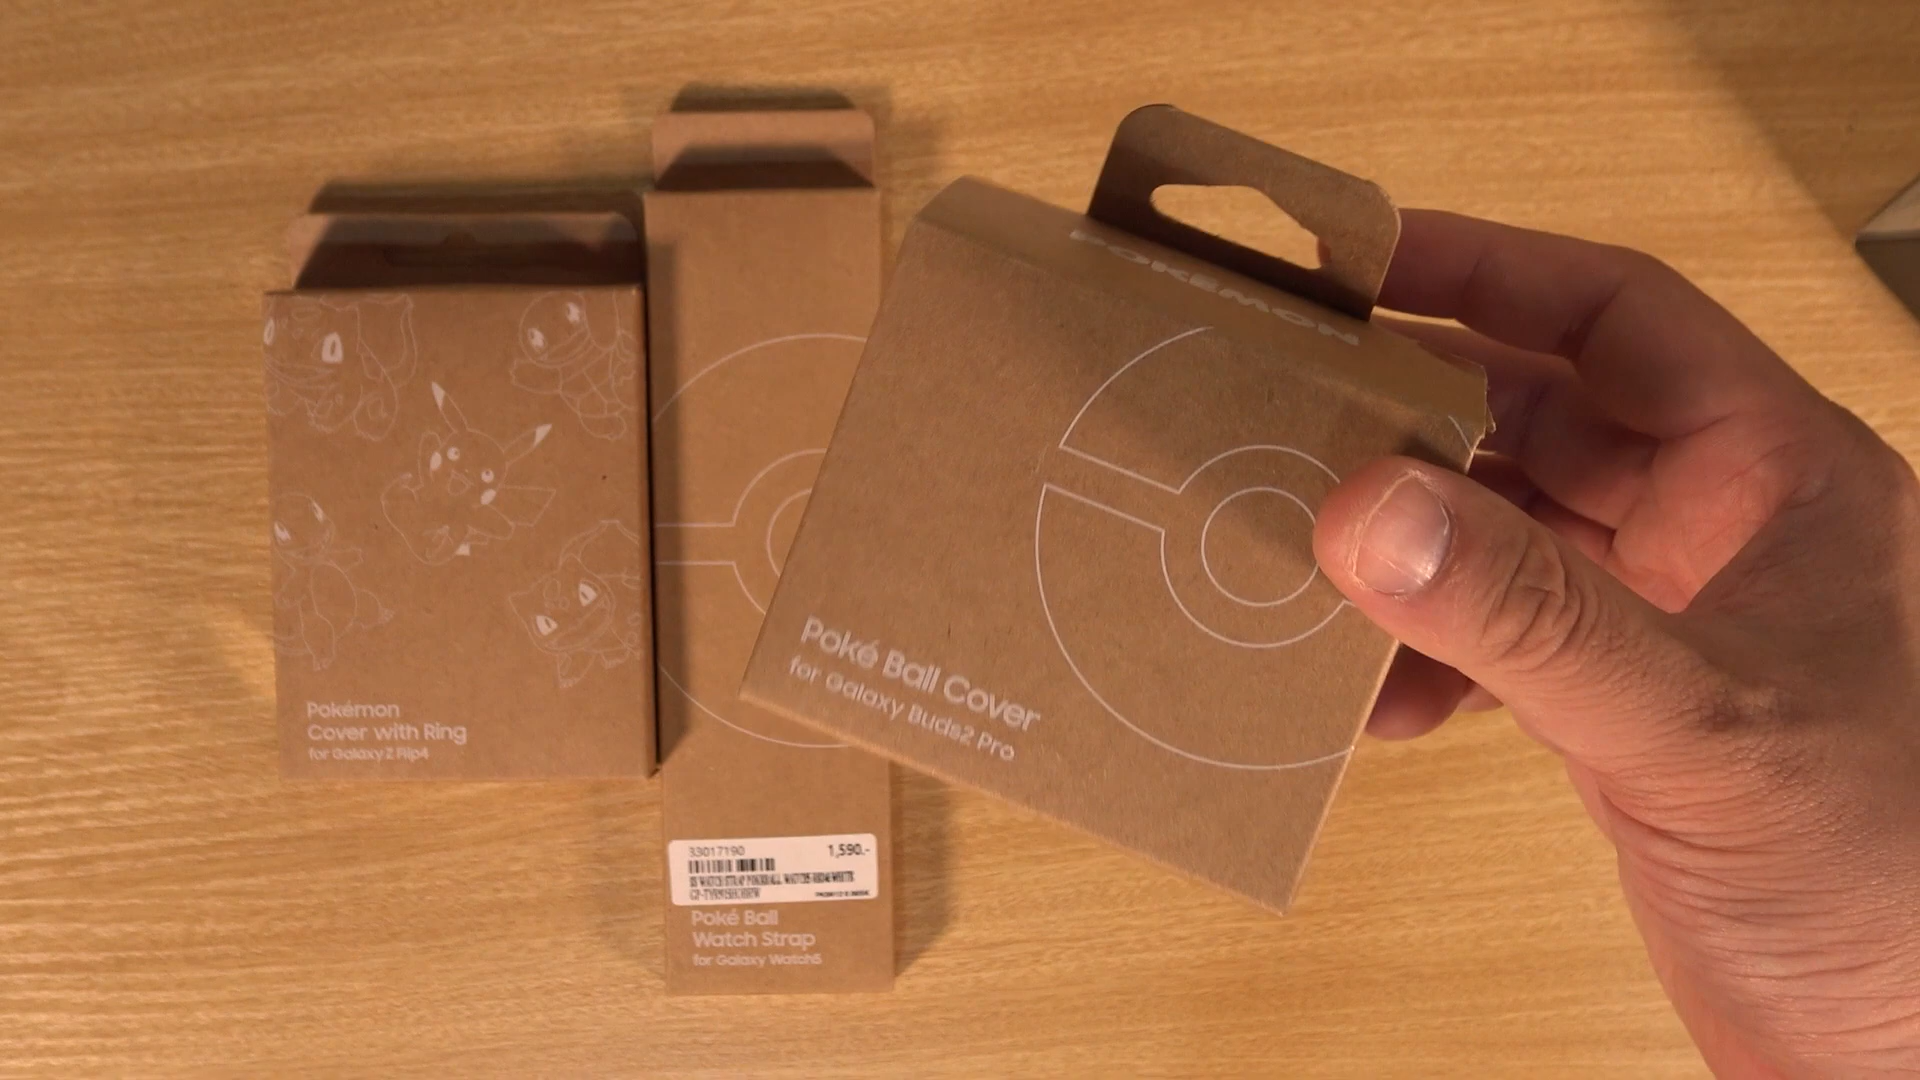 Pokémon
Cover with Ring
for Galaxy Z Flip4
33017190
1,590.-
Poké Ball
Watch Strap
for Galaxy Watch5
POKÉMON
Poké Ball Cover
for Galaxy Buds2 Pro